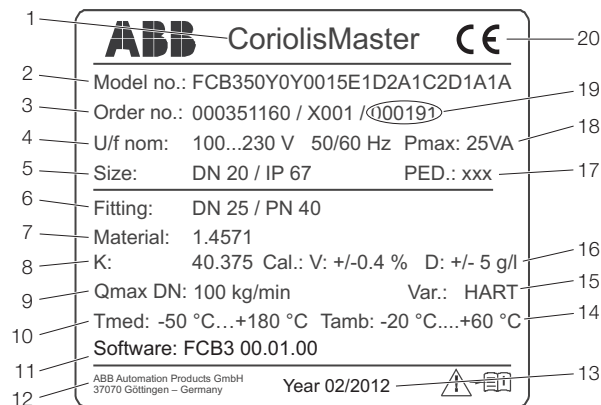 1 ABB CoriolisMaster CE 20
2 Model no.: FCB350Y0Y0015E1D2A1C2D1A1A
3 Order no.: 000351160 / X001 / 000191 19
4 U/f nom: 100...230 V 50/60 Hz Pmax: 25VA 18
5 Size: DN 20 / IP 67 PED.: xxx 17
6 Fitting: DN 25 / PN 40
7 Material: 1.4571
8 K: 40.375 Cal.: V: +/-0.4 % D: +/- 5 g/l 16
9 Qmax DN: 100 kg/min Var.: HART 15
10 Tmed: -50 °C...+180 °C Tamb: -20 °C....+60 °C 14
11 Software: FCB3 00.01.00
12 ABB Automation Products GmbH
37070 Göttingen – Germany
Year 02/2012 13